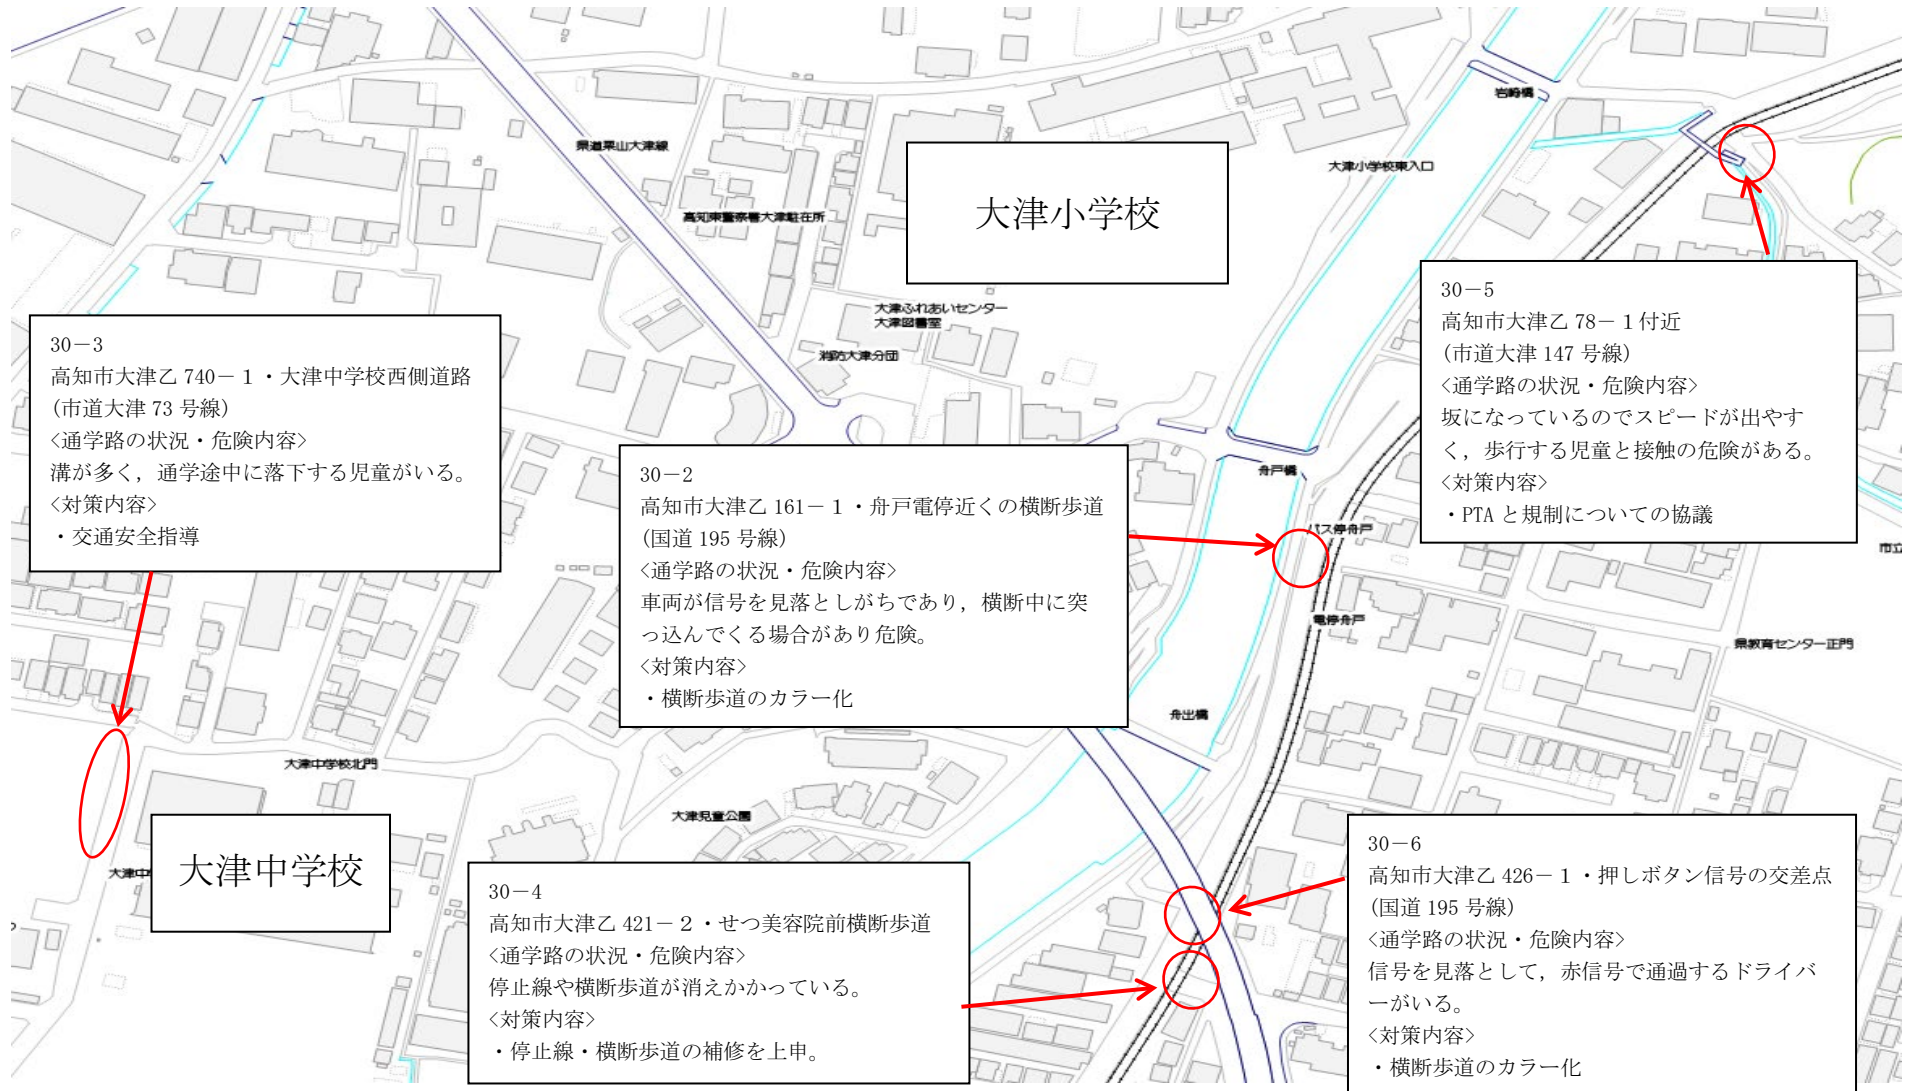 岩崎橋
県道栗山大津線
大津小学校東入口
大津小学校
高知東警察署大津駐在所
大津ふれあいセンター
大津図書室
消防大津分団
30－3
高知市大津乙 740－１・大津中学校西側道路
(市道大津 73 号線)
<通学路の状況・危険内容>
溝が多く，通学途中に落下する児童がいる。
<対策内容>
・交通安全指導
30－5
高知市大津乙 78－１付近
(市道大津 147 号線)
<通学路の状況・危険内容>
坂になっているのでスピードが出やす
く，歩行する児童と接触の危険がある。
<対策内容>
・PTA と規制についての協議
30－2
高知市大津乙 161－１・舟戸電停近くの横断歩道
(国道 195 号線)
<通学路の状況・危険内容>
車両が信号を見落としがちであり，横断中に突
っ込んでくる場合があり危険。
<対策内容>
・横断歩道のカラー化
舟戸橋
バス停舟戸
市立
電停舟戸
県教育センター正門
舟出橋
大津中学校北門
大津児童公園
大津中
大津中学校
30－4
高知市大津乙 421－２・せつ美容院前横断歩道
<通学路の状況・危険内容>
停止線や横断歩道が消えかかっている。
<対策内容>
・停止線・横断歩道の補修を上申。
30－6
高知市大津乙 426－１・押しボタン信号の交差点
(国道 195 号線)
<通学路の状況・危険内容>
信号を見落として，赤信号で通過するドライバ
ーがいる。
<対策内容>
・横断歩道のカラー化